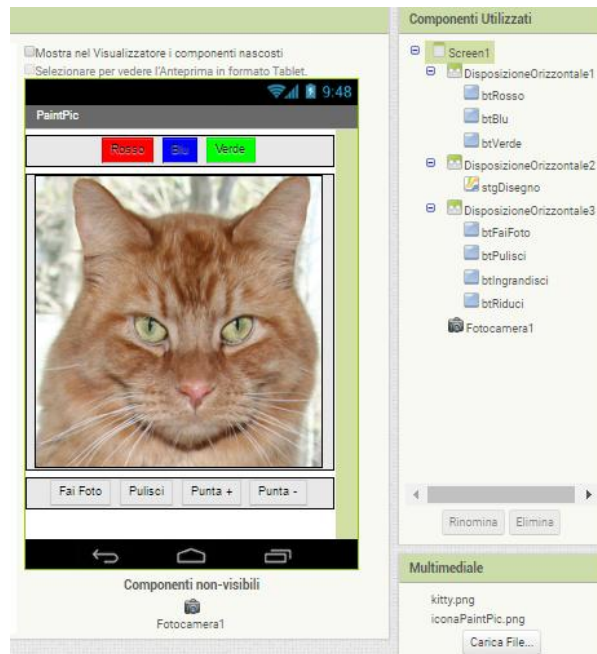 Componenti Utilizzati
Mostra nel Visualizzatore i componenti nascosti
Selezionare per vedere l'Anteprima in formato Tablet.
9:48
PaintPic
Rosso Blu Verde
Fai Foto Pulisci Punta + Punta -
Componenti non-visibili
Fotocamera1
Screen1
DisposizioneOrizzontale1
btRosso
btBlu
btVerde
DisposizioneOrizzontale2
stgDisegno
DisposizioneOrizzontale3
btFaiFoto
btPulisci
btIngrandisci
btRiduci
Fotocamera1
Rinomina Elimina
Multimediale
kitty.png
iconaPaintPic.png
Carica File...